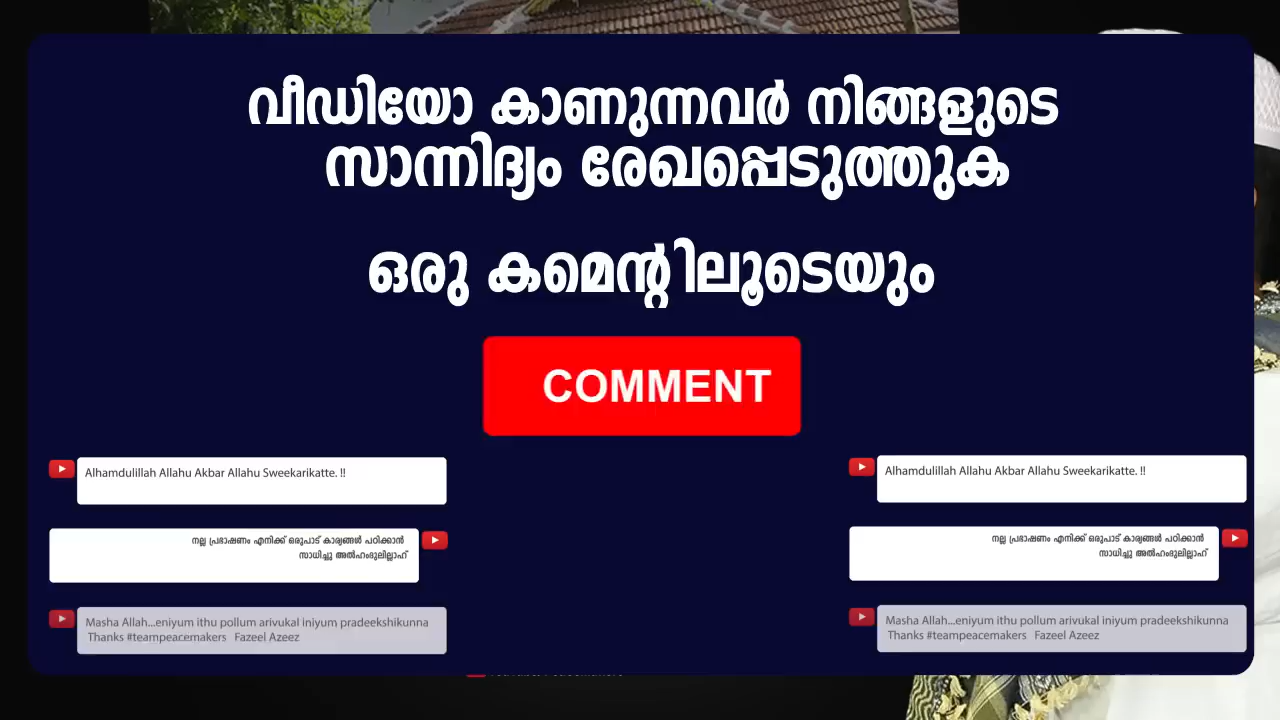 വീഡിയോ കാണുന്നവർ നിങ്ങളുടെ
സാന്നിദ്യം രേഖപ്പെടുത്തുക
ഒരു കമെന്റിലൂടെയും
COMMENT
Alhamdulillah Allahu Akbar Allahu Sweekarikatte. !!
നല്ല പ്രഭാഷണം എനിക്ക് ഒരുപാട് കാര്യങ്ങൾ പഠിക്കാൻ
സാധിച്ചു അൽഹംദുലില്ലാഹ്
Masha Allah...eniyum ithu pollum arivukal iniyum pradeekshikunna
Thanks #teampeacemakers Fazeel Azeez
Alhamdulillah Allahu Akbar Allahu Sweekarikatte. !!
നല്ല പ്രഭാഷണം എനിക്ക് ഒരുപാട് കാര്യങ്ങൾ പഠിക്കാൻ
സാധിച്ചു അൽഹംദുലില്ലാഹ്
Masha Allah...eniyum ithu pollum arivukal iniyum pradeekshikunna
Thanks #teampeacemakers Fazeel Azeez